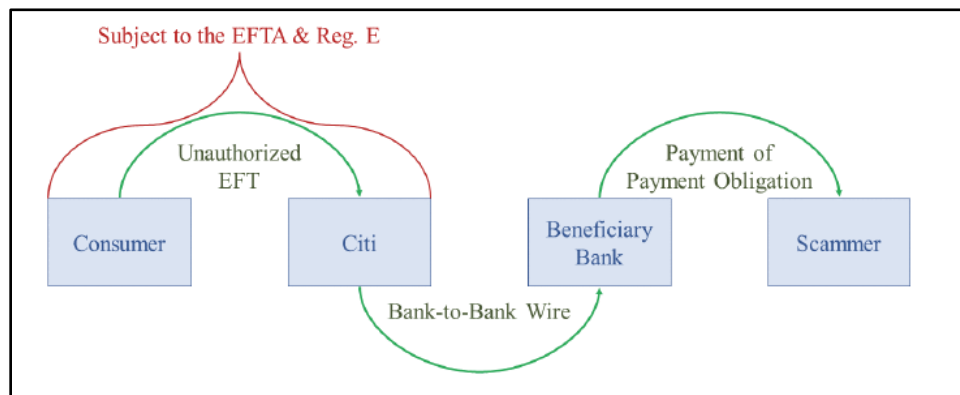 Subject to the EFTA & Reg. E
Unauthorized
EFT
Payment of
Payment Obligation
Consumer
Citi
Beneficiary
Bank
Scammer
Bank-to-Bank Wire